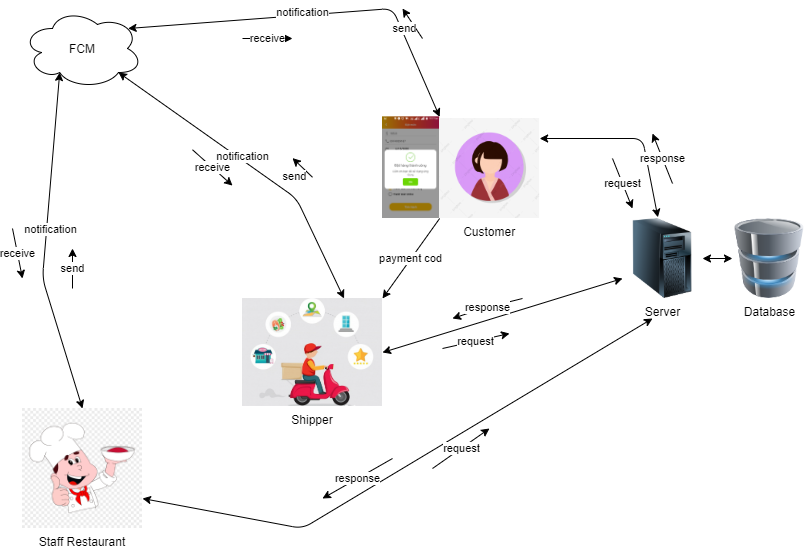 notification
send
receive
FCM
notification
receive
send
response
request
Customer
notification
receive
send
payment cod
Server
Database
response
request
Shipper
request
response
Staff Restaurant